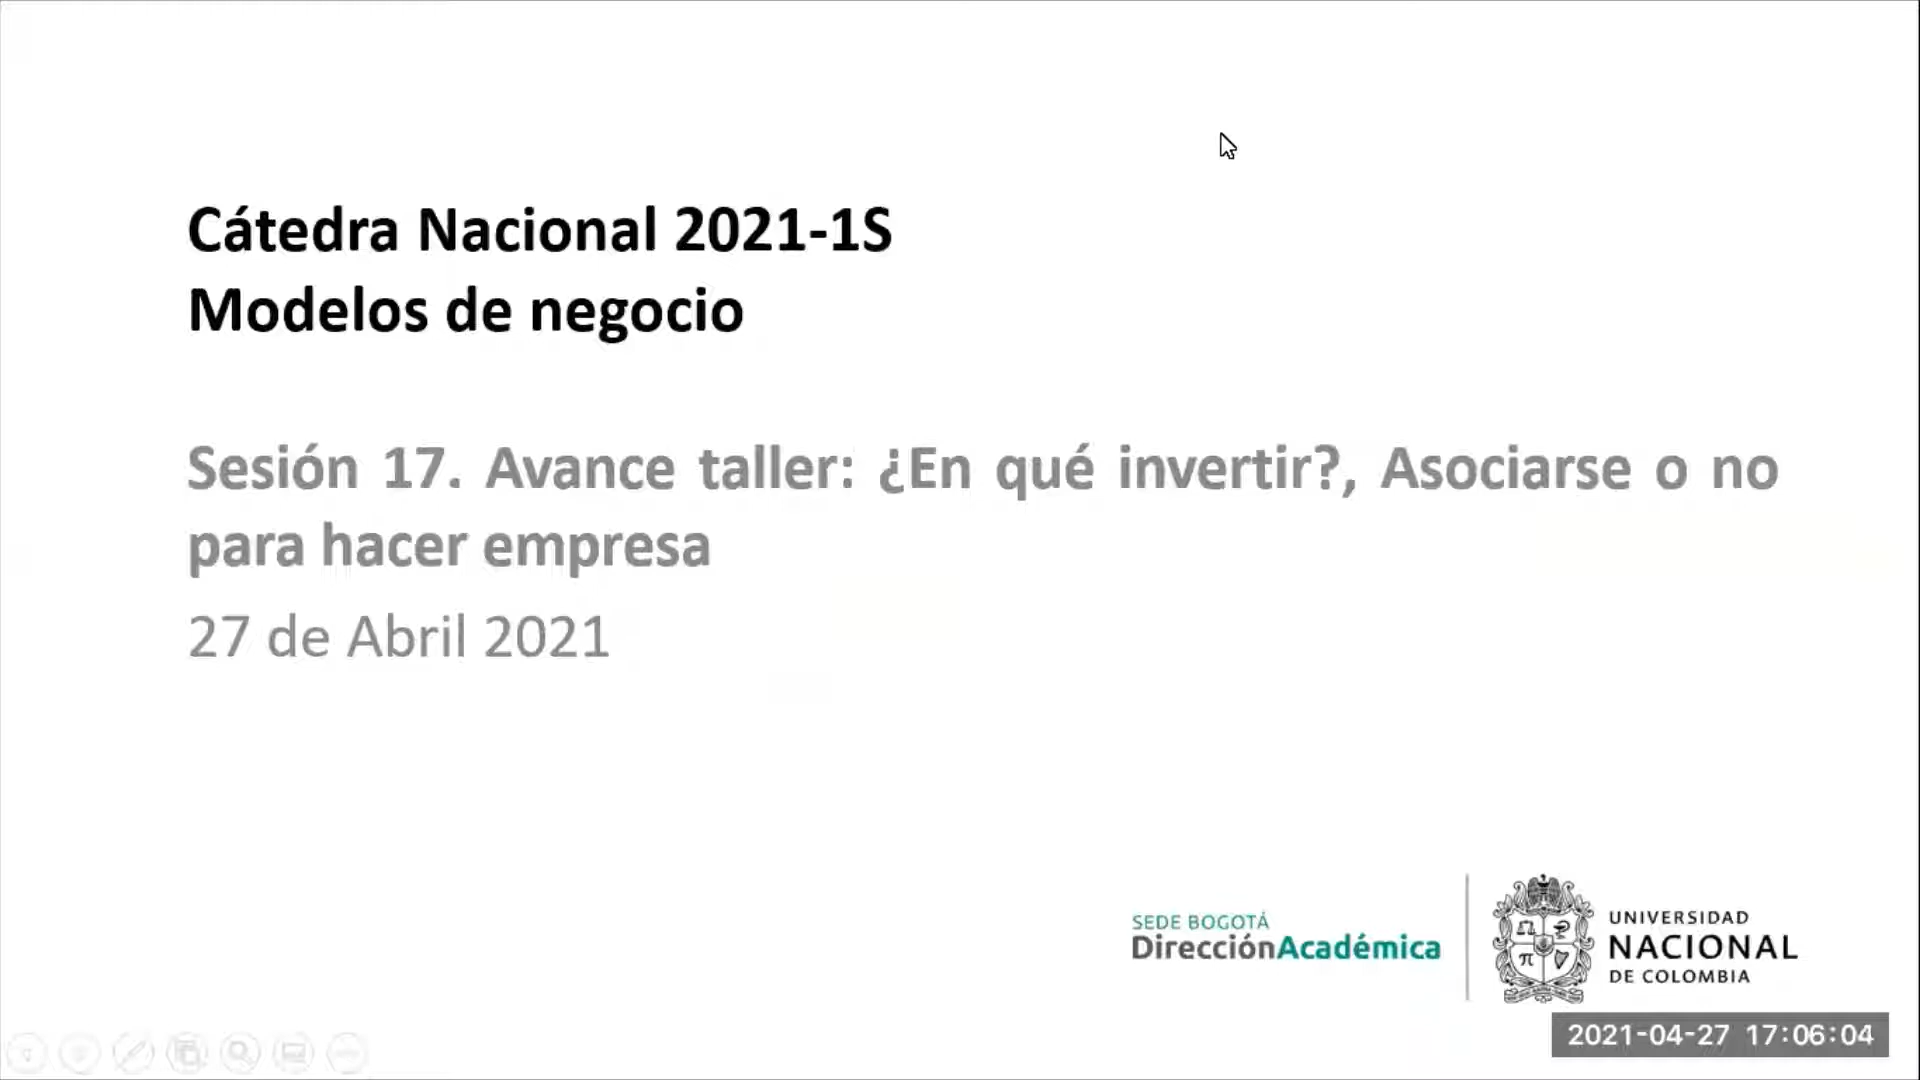 Cátedra Nacional 2021-1S
Modelos de negocio
Sesión 17. Avance taller: ¿En qué invertir?, Asociarse o no
para hacer empresa
27 de Abril 2021
SEDE BOGOTÁ
DirecciónAcadémica
UNIVERSIDAD
NACIONAL
DE COLOMBIA
2021-04-27 17:06:04